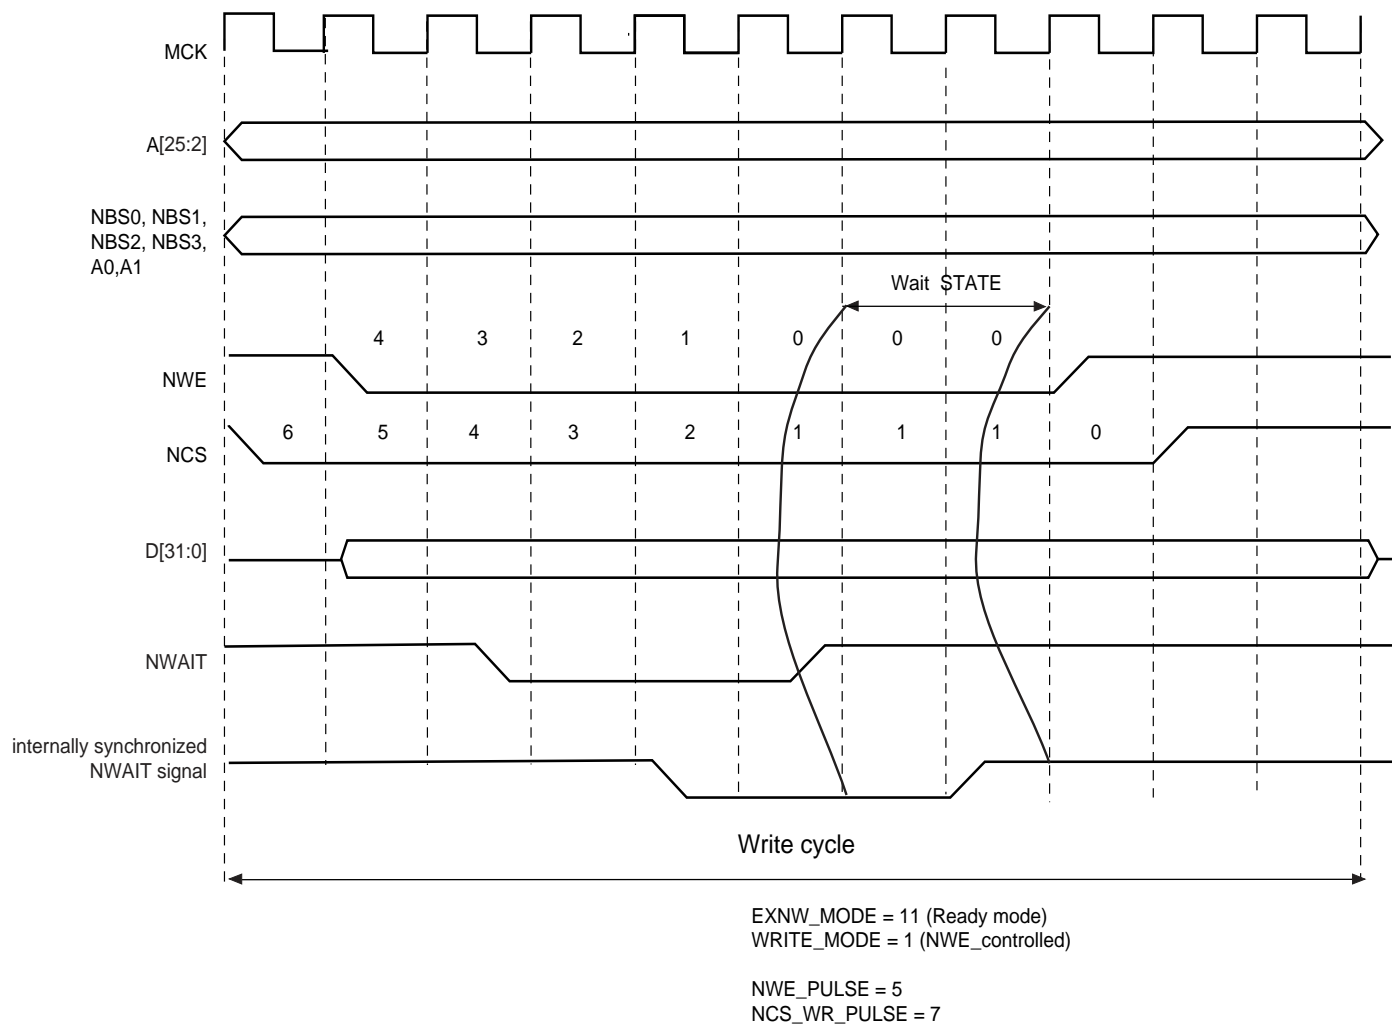 MCK
A[25:2]
NBS0, NBS1,
NBS2, NBS3,
A0,A1
Wait STATE
4 3 2 1 0 0 0
NWE
6 5 4 3 2 1 1 1 0
NCS
D[31:0]
NWAIT
internally synchronized
NWAIT signal
Write cycle
EXNW_MODE = 11 (Ready mode)
WRITE_MODE = 1 (NWE_controlled)
NWE_PULSE = 5
NCS_WR_PULSE = 7